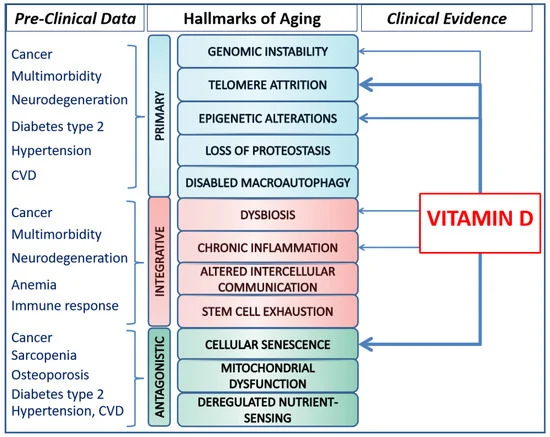 Pre-Clinical Data
Hallmarks of Aging
Clinical Evidence
Cancer
Multimorbidity
Neurodegeneration
Diabetes type 2
Hypertension
CVD
PRIMARY
GENOMIC INSTABILITY
TELOMERE ATTRITION
EPIGENETIC ALTERATIONS
LOSS OF PROTEOSTASIS
DISABLED MACROAUTOPHAGY
Cancer
Multimorbidity
Neurodegeneration
Anemia
Immune response
INTEGRATIVE
DYSBIOSIS
CHRONIC INFLAMMATION
ALTERED INTERCELLULAR
COMMUNICATION
STEM CELL EXHAUSTION
Cancer
Sarcopenia
Osteoporosis
Diabetes type 2
Hypertension, CVD
ANTAGONISTIC
CELLULAR SENESCENCE
MITOCHONDRIAL
DYSFUNCTION
DEREGULATED NUTRIENT-
SENSING
VITAMIN D